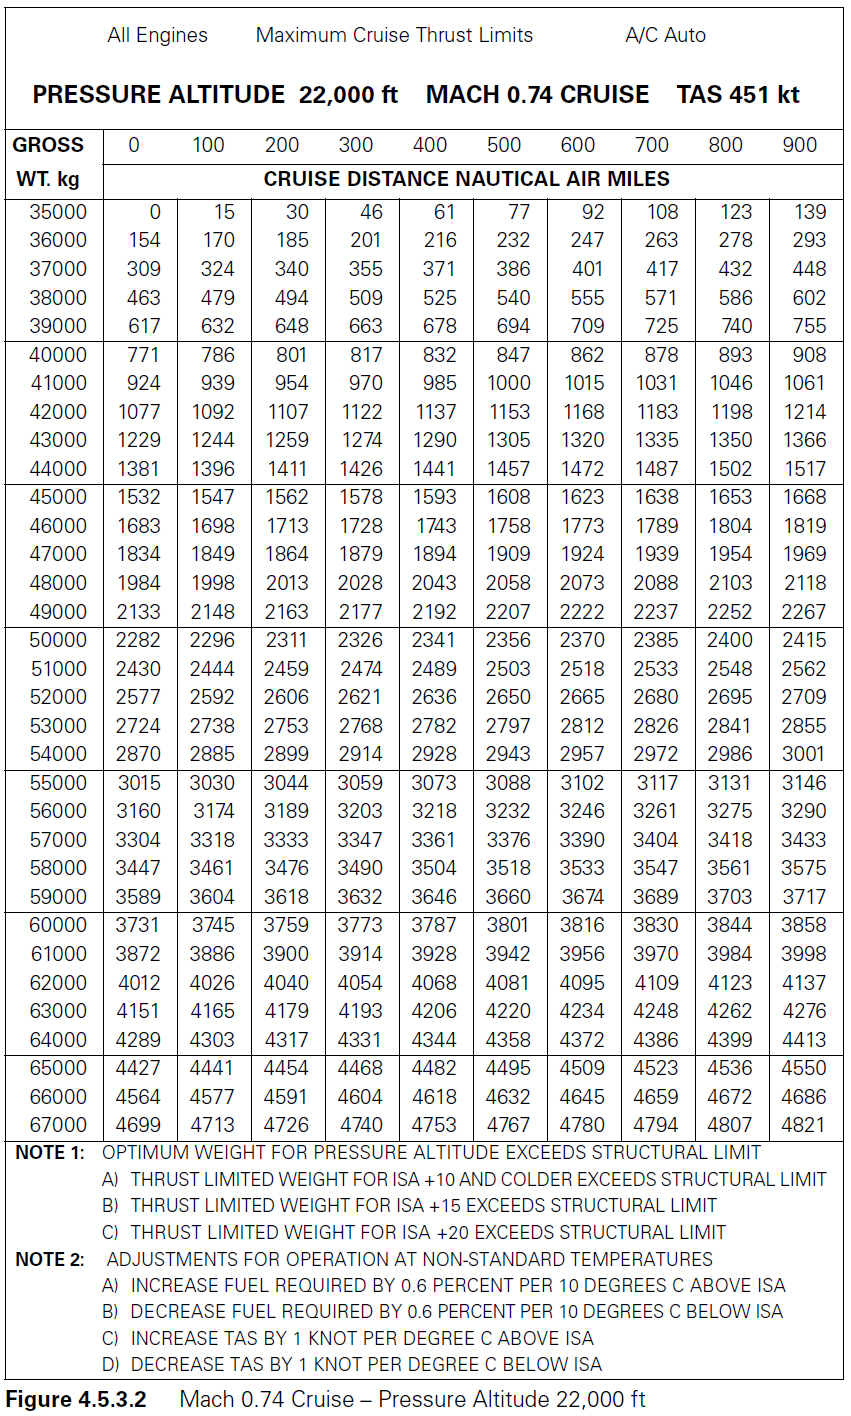 All Engines Maximum Cruise Thrust Limits A/C Auto
PRESSURE ALTITUDE 22,000 ft MACH 0.74 CRUISE TAS 451 kt
GROSS 0 100 200 300 400 500 600 700 800 900
WT. kg CRUISE DISTANCE NAUTICAL AIR MILES
35000 0 15 30 46 61 77 92 108 123 139
36000 154 170 185 201 216 232 247 263 278 293
37000 309 324 340 355 371 386 401 417 432 448
38000 463 479 494 509 525 540 555 571 586 602
39000 617 632 648 663 678 694 709 725 740 755
40000 771 786 801 817 832 847 862 878 893 908
41000 924 939 954 970 985 1000 1015 1031 1046 1061
42000 1077 1092 1107 1122 1137 1153 1168 1183 1198 1214
43000 1229 1244 1259 1274 1290 1305 1320 1335 1350 1366
44000 1381 1396 1411 1426 1441 1457 1472 1487 1502 1517
45000 1532 1547 1562 1578 1593 1608 1623 1638 1653 1668
46000 1683 1698 1713 1728 1743 1758 1773 1789 1804 1819
47000 1834 1849 1864 1879 1894 1909 1924 1939 1954 1969
48000 1984 1998 2013 2028 2043 2058 2073 2088 2103 2118
49000 2133 2148 2163 2177 2192 2207 2222 2237 2252 2267
50000 2282 2296 2311 2326 2341 2356 2370 2385 2400 2415
51000 2430 2444 2459 2474 2489 2503 2518 2533 2548 2562
52000 2577 2592 2606 2621 2636 2650 2665 2680 2695 2709
53000 2724 2738 2753 2768 2782 2797 2812 2826 2841 2855
54000 2870 2885 2899 2914 2928 2943 2957 2972 2986 3001
55000 3015 3030 3044 3059 3073 3088 3102 3117 3131 3146
56000 3160 3174 3189 3203 3218 3232 3246 3261 3275 3290
57000 3304 3318 3333 3347 3361 3376 3390 3404 3418 3433
58000 3447 3461 3476 3490 3504 3518 3533 3547 3561 3575
59000 3589 3604 3618 3632 3646 3660 3674 3689 3703 3717
60000 3731 3745 3759 3773 3787 3801 3816 3830 3844 3858
61000 3872 3886 3900 3914 3928 3942 3956 3970 3984 3998
62000 4012 4026 4040 4054 4068 4081 4095 4109 4123 4137
63000 4151 4165 4179 4193 4206 4220 4234 4248 4262 4276
64000 4289 4303 4317 4331 4344 4358 4372 4386 4399 4413
65000 4427 4441 4454 4468 4482 4495 4509 4523 4536 4550
66000 4564 4577 4591 4604 4618 4632 4645 4659 4672 4686
67000 4699 4713 4726 4740 4753 4767 4780 4794 4807 4821
NOTE 1: OPTIMUM WEIGHT FOR PRESSURE ALTITUDE EXCEEDS STRUCTURAL LIMIT
A) THRUST LIMITED WEIGHT FOR ISA +10 AND COLDER EXCEEDS STRUCTURAL LIMIT
B) THRUST LIMITED WEIGHT FOR ISA +15 EXCEEDS STRUCTURAL LIMIT
C) THRUST LIMITED WEIGHT FOR ISA +20 EXCEEDS STRUCTURAL LIMIT
NOTE 2: ADJUSTMENTS FOR OPERATION AT NON-STANDARD TEMPERATURES
A) INCREASE FUEL REQUIRED BY 0.6 PERCENT PER 10 DEGREES C ABOVE ISA
B) DECREASE FUEL REQUIRED BY 0.6 PERCENT PER 10 DEGREES C BELOW ISA
C) INCREASE TAS BY 1 KNOT PER DEGREE C ABOVE ISA
D) DECREASE TAS BY 1 KNOT PER DEGREE C BELOW ISA
Figure 4.5.3.2 Mach 0.74 Cruise – Pressure Altitude 22,000 ft